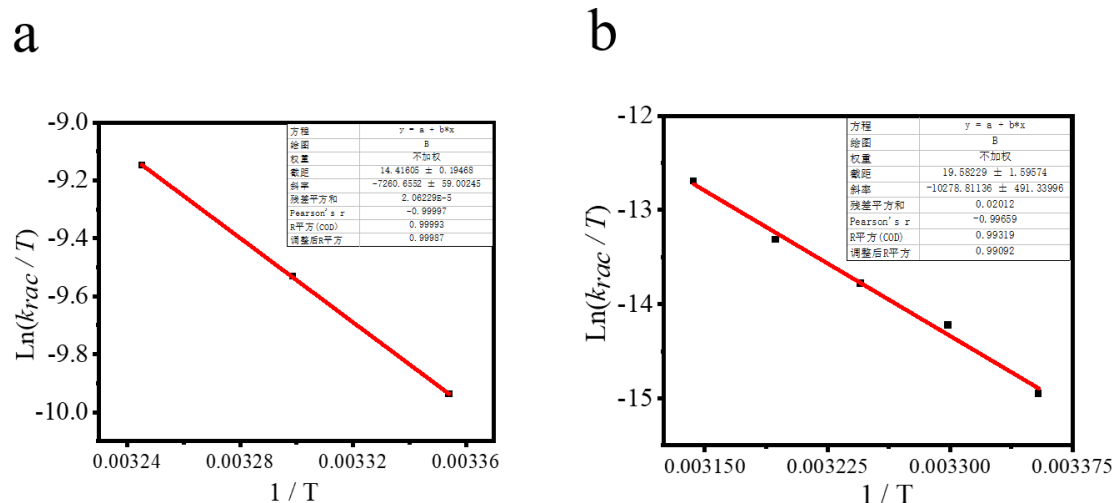 a
-9.0
-9.2
-9.4
-9.6
-9.8
-10.0
Ln(krac / T)
0.00324
0.00328
0.00332
0.00336
1 / T
方程 y = a + b*x
绘图 B
权重 不加权
截距 14.41605 ± 0.19468
斜率 -7260.6552 ± 59.00245
残差平方和 2.06229E-5
Pearson's r -0.99997
R平方(COD) 0.99993
调整后R平方 0.99987
b
-12
-13
-14
-15
Ln(krac / T)
0.003150
0.003225
0.003300
0.003375
1 / T
方程 y = a + b*x
绘图 B
权重 不加权
截距 19.58229 ± 1.59574
斜率 -10278.81136 ± 491.33996
残差平方和 0.02012
Pearson's r -0.99659
R平方(COD) 0.99319
调整后R平方 0.99092